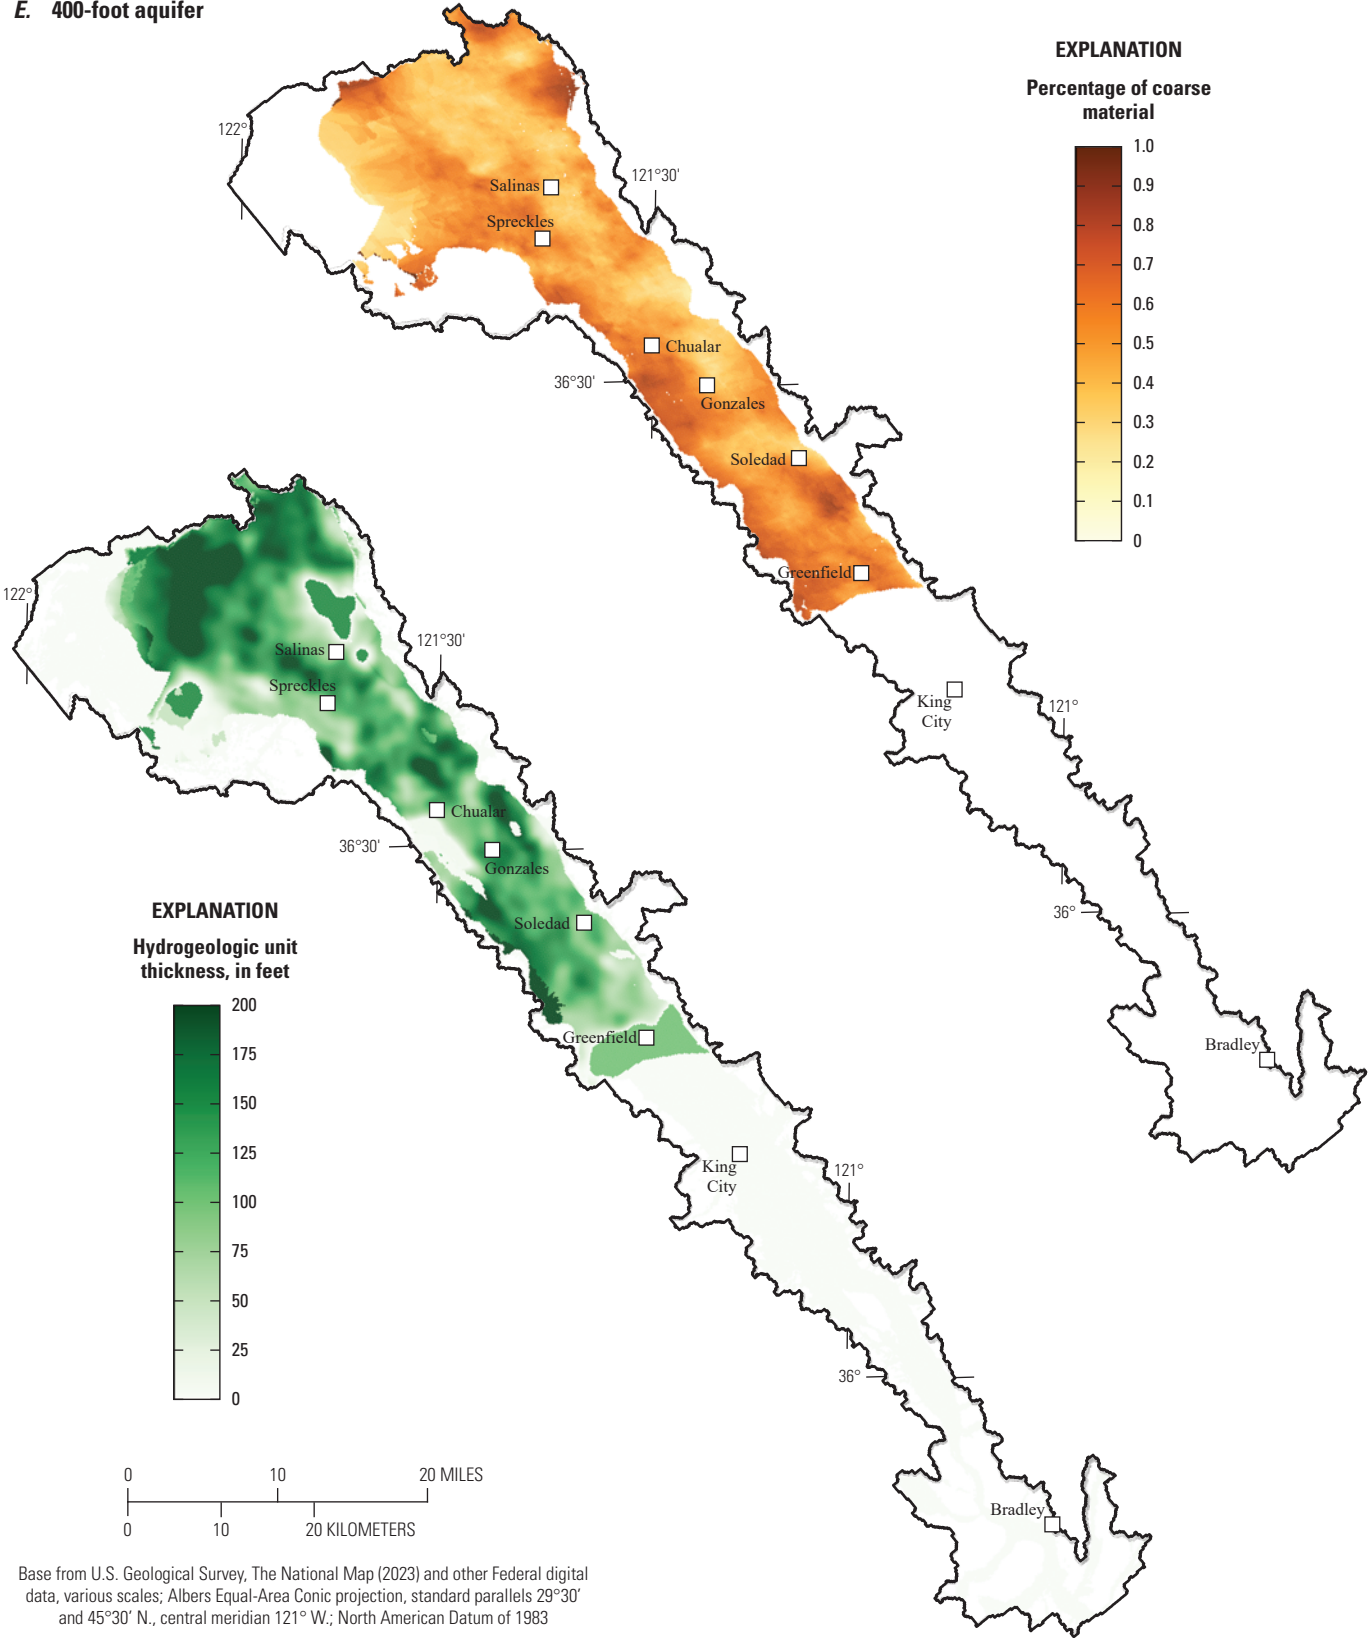 E. 400-foot aquifer
EXPLANATION
Percentage of coarse
material
1.0
0.9
0.8
0.7
0.6
0.5
0.4
0.3
0.2
0.1
0
122°
121°30'
Salinas
Spreckles
Chualar
36°30'
Gonzales
Soledad
Greenfield
King
City
121°
36°
Bradley
122°
121°30'
Salinas
Spreckles
Chualar
36°30'
Gonzales
Soledad
Greenfield
King
City
121°
36°
Bradley
EXPLANATION
Hydrogeologic unit
thickness, in feet
200
175
150
125
100
75
50
25
0
0 10 20 MILES
0 10 20 KILOMETERS
Base from U.S. Geological Survey, The National Map (2023) and other Federal digital
data, various scales; Albers Equal-Area Conic projection, standard parallels 29°30′
and 45°30′ N., central meridian 121° W.; North American Datum of 1983